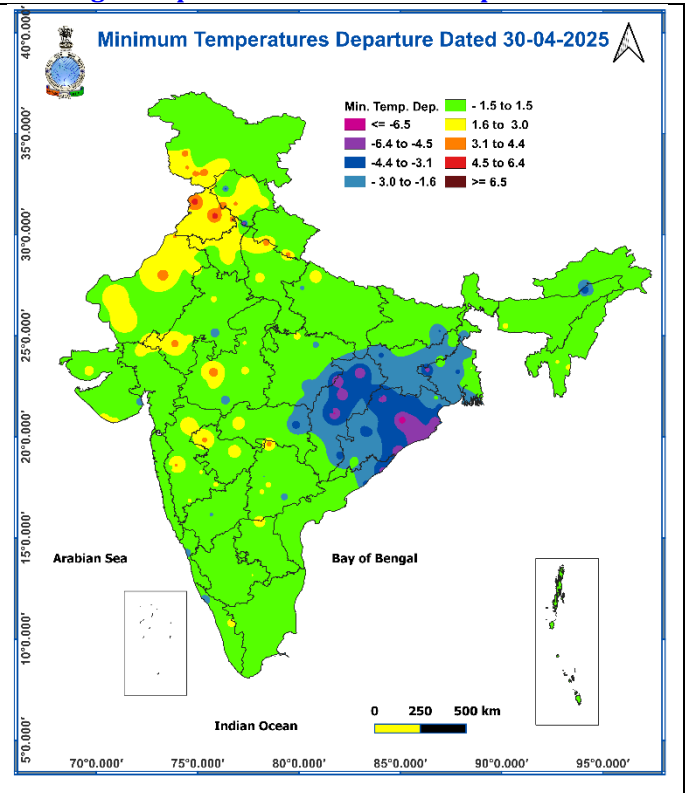 Minimum Temperatures Departure Dated 30-04-2025
Min. Temp. Dep.
<= -6.5
-6.4 to -4.5
-4.4 to -3.1
- 3.0 to -1.6
- 1.5 to 1.5
1.6 to 3.0
3.1 to 4.4
4.5 to 6.4
>= 6.5
40°0.000'
35°0.000'
30°0.000'
25°0.000'
20°0.000'
15°0.000'
10°0.000'
5°0.000'
Arabian Sea
Bay of Bengal
Indian Ocean
0 250 500 km
70°0.000'
75°0.000'
80°0.000'
85°0.000'
90°0.000'
95°0.000'